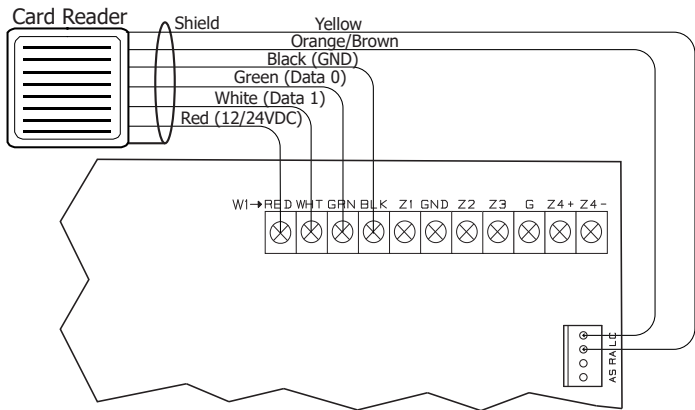 Card Reader
Shield
Yellow
Orange/Brown
Black (GND)
Green (Data 0)
White (Data 1)
Red (12/24VDC)
W1→RED WHT GRN BLK Z1 GND Z2 Z3 G Z4+ Z4-
AS RA LC